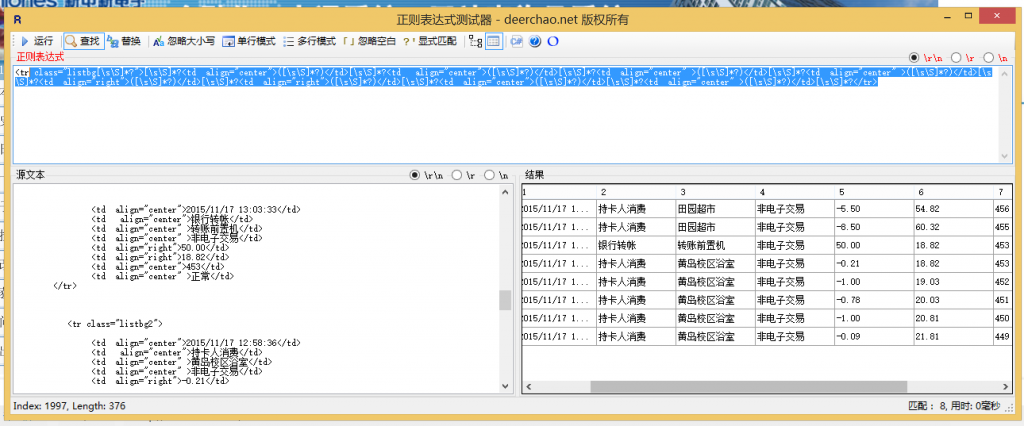 正则表达式测试器 - deerchao.net 版权所有
运行 查找 替换 忽略大小写 单行模式 多行模式 忽略空白 显式匹配
正则表达式 \r\n \r \n
<tr class="listbg[\s\S]*?">[\s\S]*?<td  align="center">([\s\S]*?)</td>[\s\S]*?<td   align="center">([\s\S]*?)</td>[\s\S]*?<td  align="center" >([\s\S]*?)</td>[\s\S]*?<td  align="center" >([\s\S]*?)</td>[\s
\S]*?<td  align="right">([\s\S]*?)</td>[\s\S]*?<td  align="right">([\s\S]*?)</td>[\s\S]*?<td  align="center">([\s\S]*?)</td>[\s\S]*?<td  align="center" >([\s\S]*?)</td>[\s\S]*?</tr>
源文本 \r\n \r \n
<td  align="center">2015/11/17 13:03:33</td>
<td   align="center">银行转帐</td>
<td  align="center" >转账前置机</td>
<td  align="center" >非电子交易</td>
<td  align="right">50.00</td>
<td  align="right">18.82</td>
<td  align="center">453</td>
<td  align="center" >正常</td>
</tr>
<tr class="listbg2">
<td  align="center">2015/11/17 12:58:36</td>
<td   align="center">持卡人消费</td>
<td  align="center" >黄岛校区浴室</td>
<td  align="center" >非电子交易</td>
<td  align="right">-0.21</td>
结果
1 2 3 4 5 6 7
2015/11/17 1... 持卡人消费 田园超市 非电子交易 -5.50 54.82 456
2015/11/17 1... 持卡人消费 田园超市 非电子交易 -8.50 60.32 455
2015/11/17 1... 银行转帐 转账前置机 非电子交易 50.00 18.82 453
2015/11/17 1... 持卡人消费 黄岛校区浴室 非电子交易 -0.21 18.82 453
2015/11/17 1... 持卡人消费 黄岛校区浴室 非电子交易 -1.00 19.03 452
2015/11/17 1... 持卡人消费 黄岛校区浴室 非电子交易 -0.78 20.03 451
2015/11/17 1... 持卡人消费 黄岛校区浴室 非电子交易 -1.00 20.81 450
2015/11/17 1... 持卡人消费 黄岛校区浴室 非电子交易 -0.09 21.81 449
Index: 1997, Length: 376
匹配： 8, 用时: 0毫秒